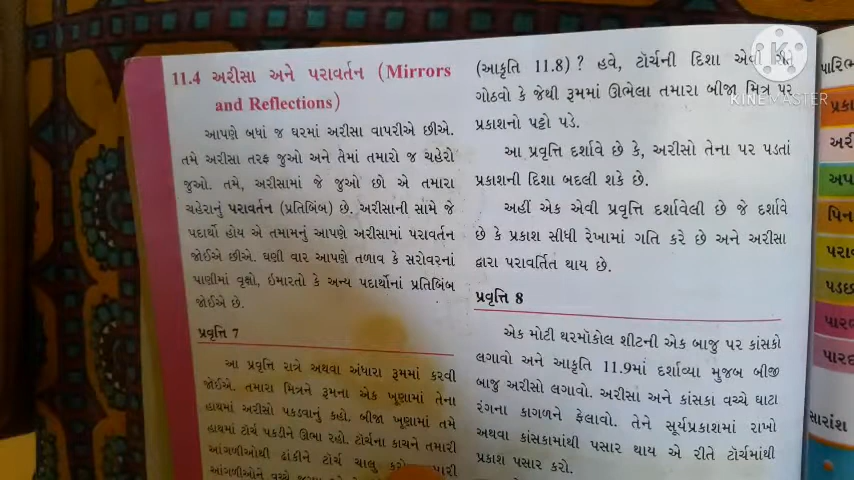 11.4 અરીસા અને પરાવર્તન (Mirrors
and Reflections)
આપણે બધાં જ ઘરમાં અરીસા વાપરીએ છીએ.
તમે અરીસા તરફ જુઓ અને તેમાં તમારો જ ચહેરો
જુઓ. તમે, અરીસામાં જે જુઓ છો એ તમારા
ચહેરાનું પરાવર્તન (પ્રતિબિંબ) છે. અરીસાની સામે જે
પદાર્થો હોય એ તમામનું આપણે અરીસામાં પરાવર્તન
જોઈએ છીએ. ઘણી વાર આપણે તળાવ કે સરોવરનાં
પાણીમાં વૃક્ષો, ઇમારતો કે અન્ય પદાર્થોનાં પ્રતિબિંબ
જોઈએ છે.
પ્રવૃત્તિ 7
આ પ્રવૃત્તિ રાત્રે અથવા અંધારા રૂમમાં કરવી
જોઈએ. તમારા મિત્રને રૂમના એક ખૂણામાં તેના
હાથમાં અરીસો પકડવાનું કહો. બીજા ખૂણામાં તમે
હાથમાં ટૉર્ચ પકડીને ઊભા રહો. ટૉર્ચના કાચને તમારી
આંગળીઓથી ઢાંકીને ટૉર્ચ ચાલુ કરો.
આંગળીઓને વચ્ચે
(આકૃતિ 11.8) ? હવે, ટૉર્ચની દિશા એવી રીતે
ગોઠવો કે જેથી રૂમમાં ઊભેલા તમારા બીજા મિત્ર પર
પ્રકાશનો પટ્ટો પડે.
આ પ્રવૃત્તિ દર્શાવે છે કે, અરીસો તેના પર પડતાં
પ્રકાશની દિશા બદલી શકે છે.
અહીં એક એવી પ્રવૃત્તિ દર્શાવેલી છે જે દર્શાવે
છે કે પ્રકાશ સીધી રેખામાં ગતિ કરે છે અને અરીસા
દ્વારા પરાવર્તિત થાય છે.
પ્રવૃત્તિ 8
એક મોટી થરમૉકોલ શીટની એક બાજુ પર કાંસકો
લગાવો અને આકૃતિ 11.9માં દર્શાવ્યા મુજબ બીજી
બાજુ અરીસો લગાવો. અરીસા અને કાંસકા વચ્ચે ઘાટા
રંગના કાગળને ફેલાવો. તેને સૂર્યપ્રકાશમાં રાખો
અથવા કાંસકામાંથી પસાર થાય એ રીતે ટૉર્ચમાંથી
પ્રકાશ પસાર કરો.
સારાંશ
KINEMASTER